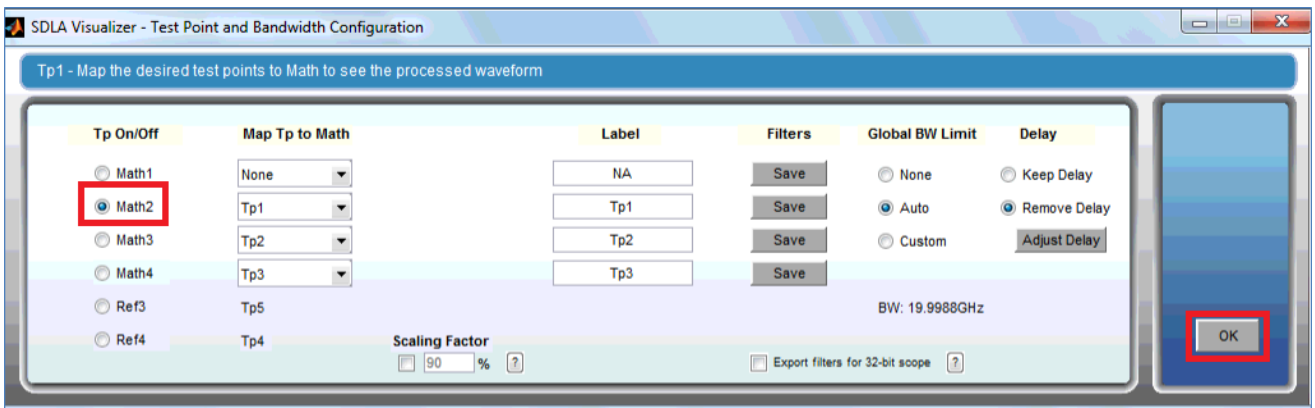 SDLA Visualizer - Test Point and Bandwidth Configuration
Tp1 - Map the desired test points to Math to see the processed waveform
Tp On/Off Map Tp to Math Label Filters Global BW Limit Delay
Math1 None NA Save None Keep Delay
Math2 Tp1 Tp1 Save Auto Remove Delay
Math3 Tp2 Tp2 Save Custom Adjust Delay
Math4 Tp3 Tp3 Save
Ref3 Tp5 BW: 19.9988GHz
Ref4 Tp4 Scaling Factor OK
90 % ? Export filters for 32-bit scope ?